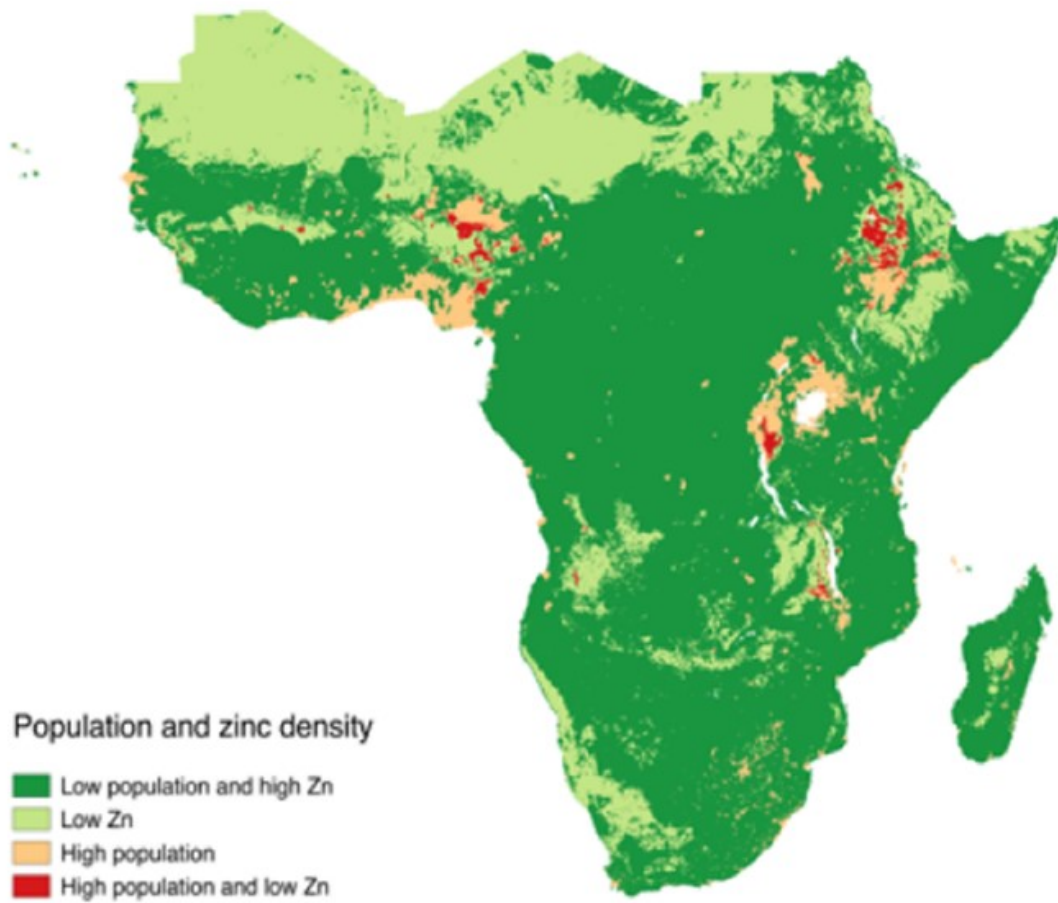 Population and zinc density
Low population and high Zn
Low Zn
High population
High population and low Zn